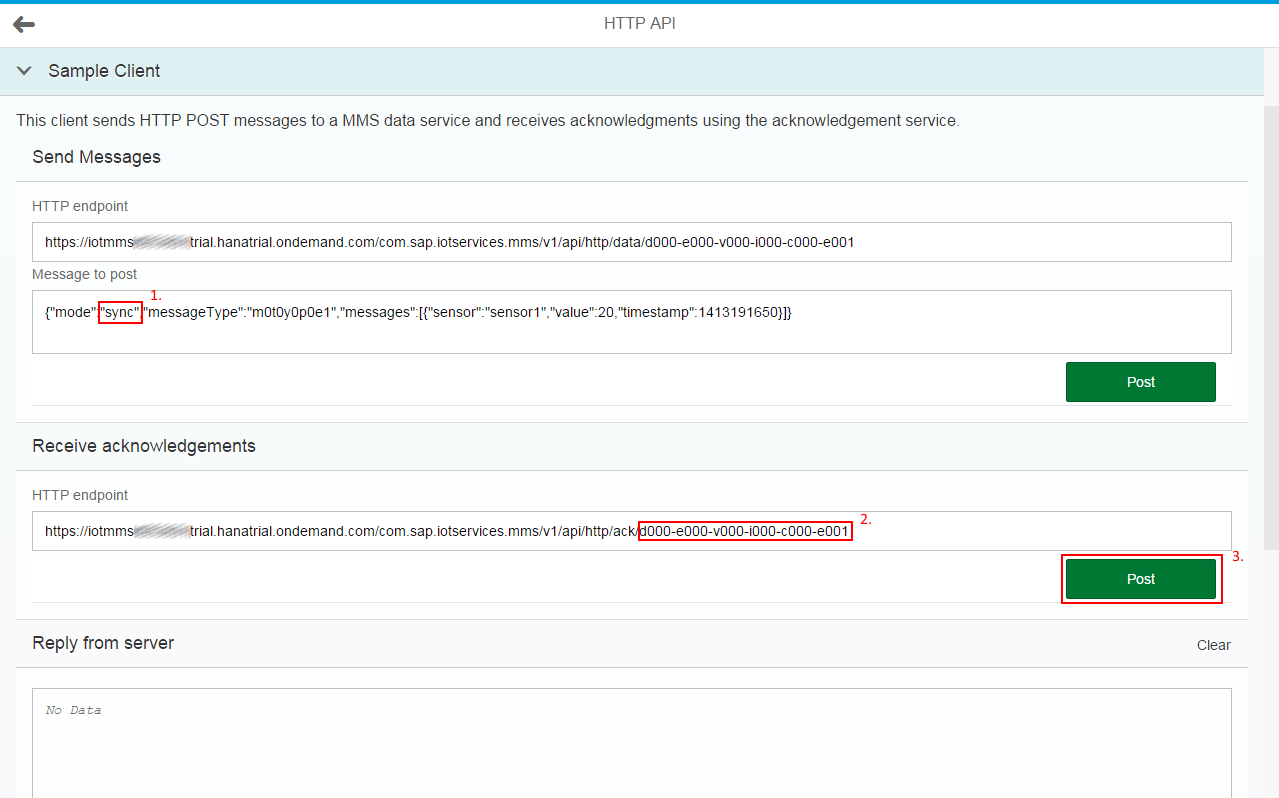 HTTP API
Sample Client
This client sends HTTP POST messages to a MMS data service and receives acknowledgments using the acknowledgement service.
Send Messages
HTTP endpoint
https://iotmms trial.hanatrial.ondemand.com/com.sap.iotservices.mms/v1/api/http/data/d000-e000-v000-i000-c000-e001
Message to post
1.
{"mode":"sync","messageType":"m0t0y0p0e1","messages":[{"sensor":"sensor1","value":20,"timestamp":1413191650}]}
Post
Receive acknowledgements
HTTP endpoint
https://iotmms trial.hanatrial.ondemand.com/com.sap.iotservices.mms/v1/api/http/ack/d000-e000-v000-i000-c000-e001 2.
Post 3.
Reply from server Clear
No Data